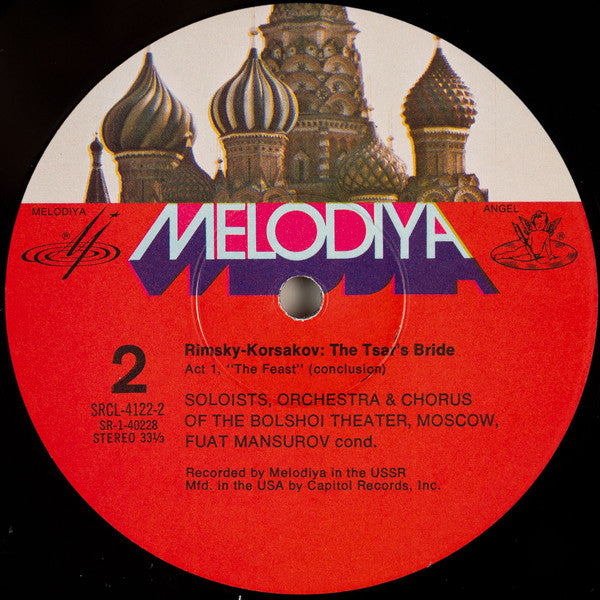 MELODIYA
ANGEL
®
®
MELODIYA
2
SRCL-4122-2
SR-1-40228
STEREO 33⅓
Rimsky-Korsakov: The Tsar's Bride
Act 1, "The Feast" (conclusion)
SOLOISTS, ORCHESTRA & CHORUS
OF THE BOLSHOI THEATER, MOSCOW,
FUAT MANSUROV cond.
Recorded by Melodiya in the USSR
Mfd. in the USA by Capitol Records, Inc.